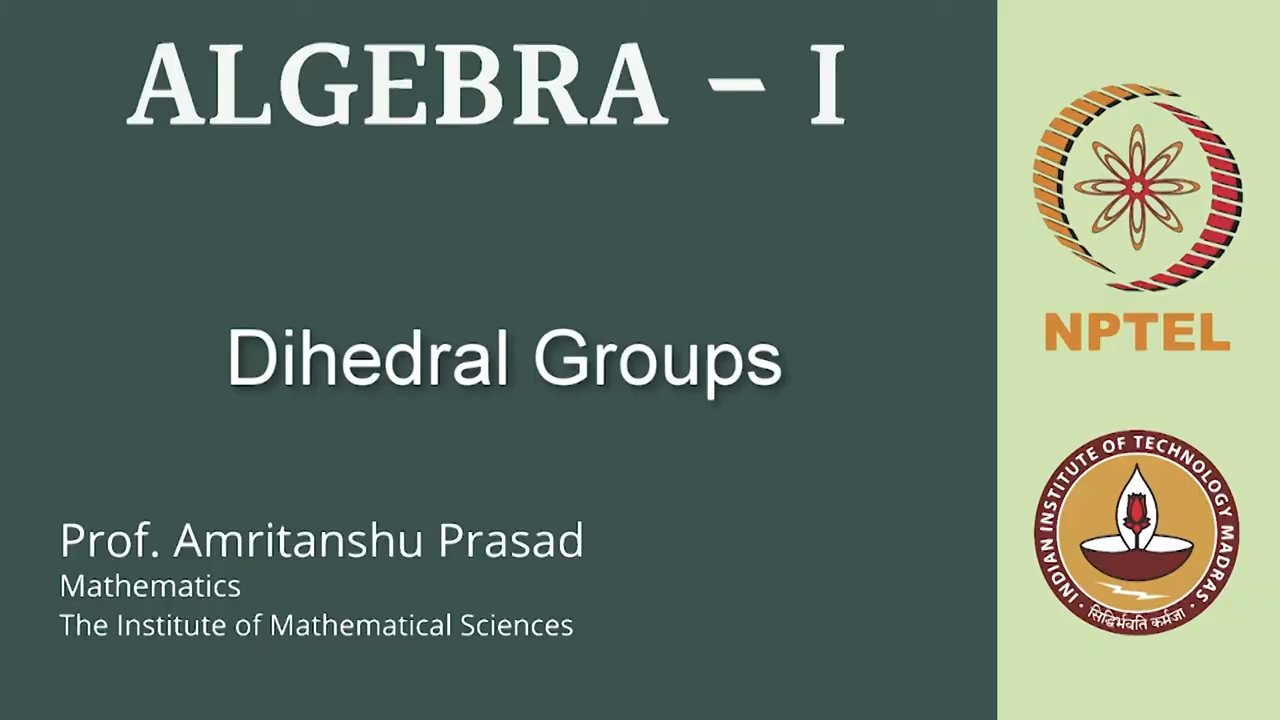 ALGEBRA – I
Dihedral Groups
Prof. Amritanshu Prasad
Mathematics
The Institute of Mathematical Sciences
NPTEL
INDIAN INSTITUTE OF TECHNOLOGY MADRAS
सिद्धिर्भवति कर्मजा